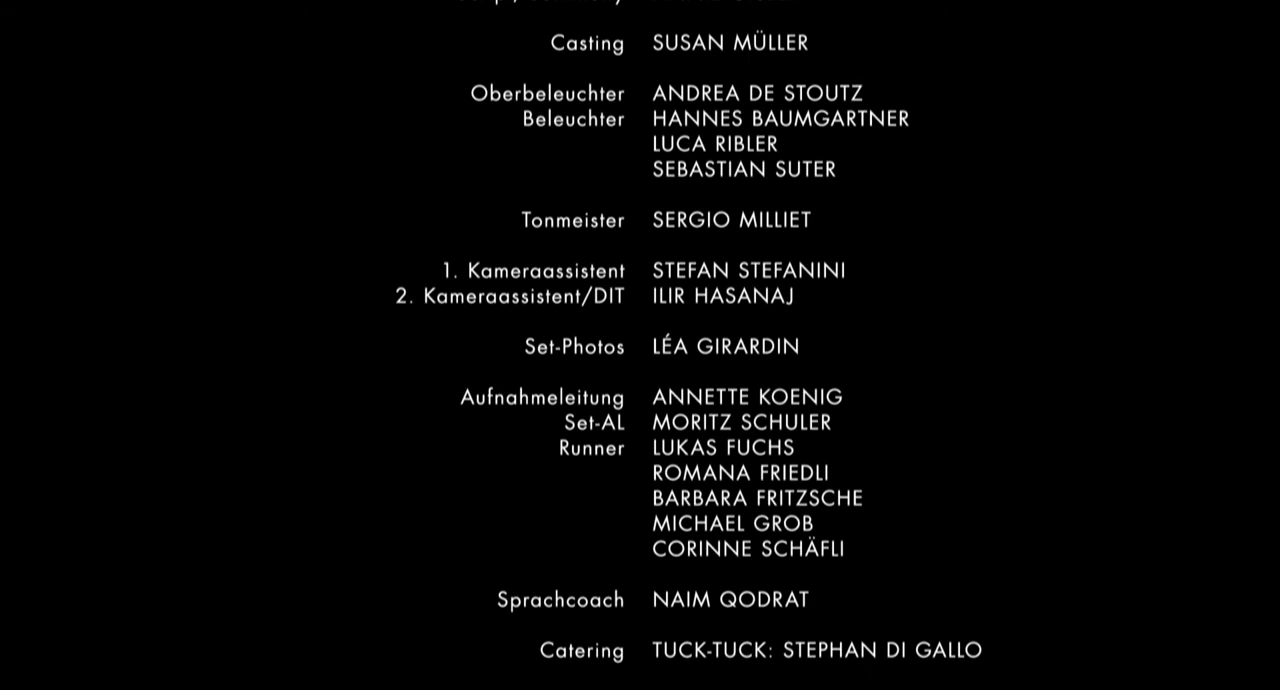 Casting SUSAN MÜLLER
Oberbeleuchter ANDREA DE STOUTZ
Beleuchter HANNES BAUMGARTNER
LUCA RIBLER
SEBASTIAN SUTER
Tonmeister SERGIO MILLIET
1. Kameraassistent STEFAN STEFANINI
2. Kameraassistent/DIT ILIR HASANAJ
Set-Photos LÉA GIRARDIN
Aufnahmeleitung ANNETTE KOENIG
Set-AL MORITZ SCHULER
Runner LUKAS FUCHS
ROMANA FRIEDLI
BARBARA FRITZSCHE
MICHAEL GROB
CORINNE SCHÄFLI
Sprachcoach NAIM QODRAT
Catering TUCK-TUCK: STEPHAN DI GALLO